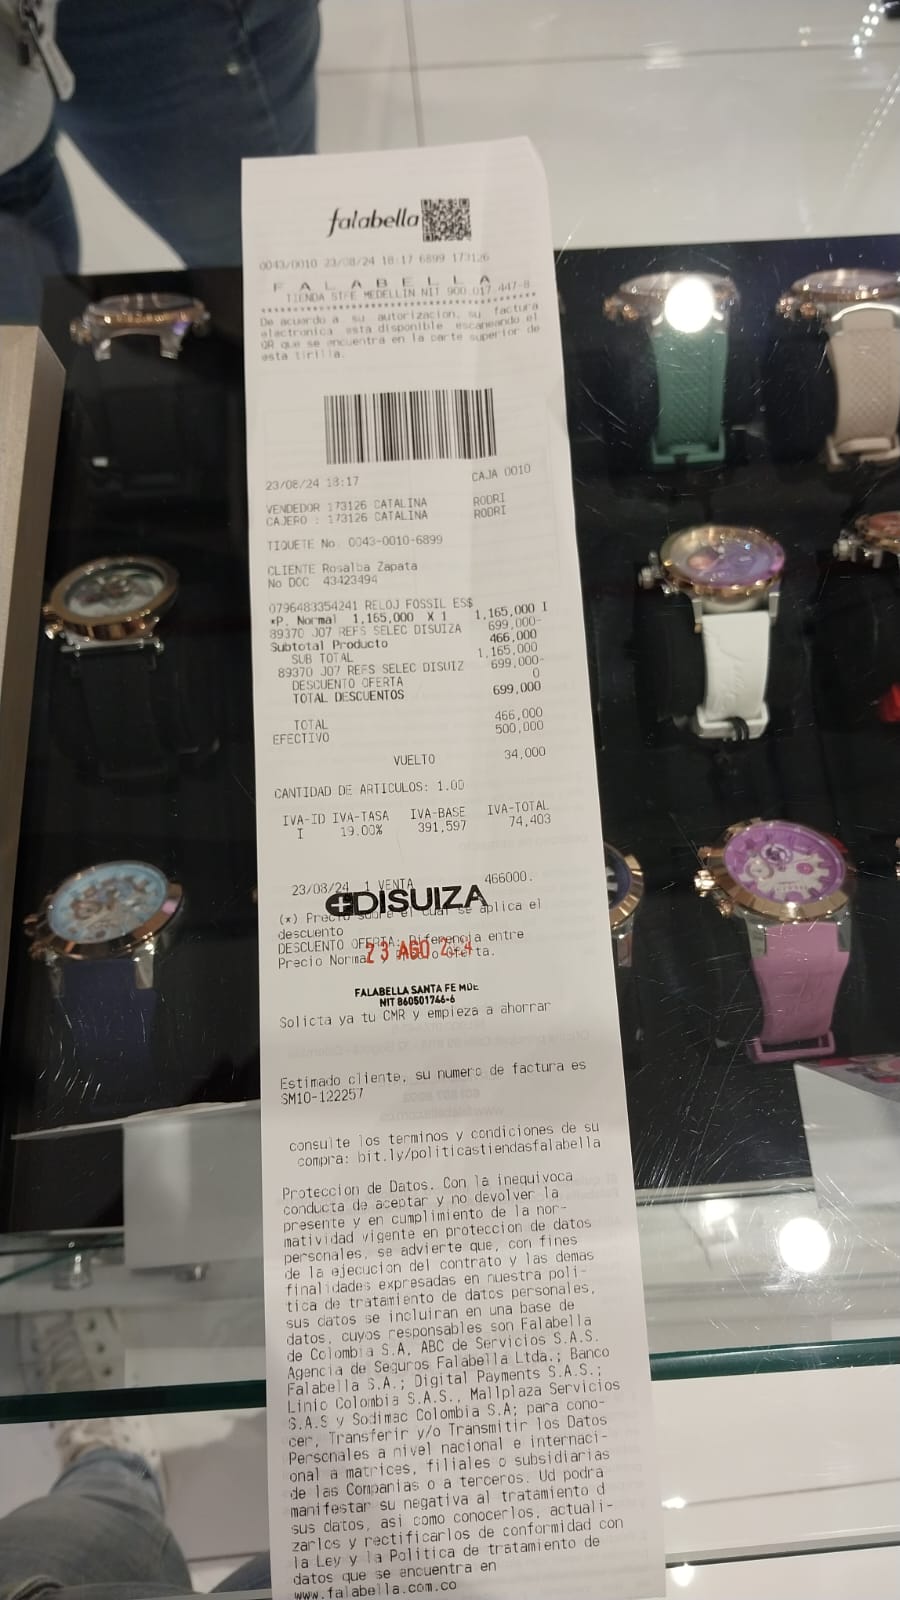 falabella
0043/0010 23/08/24 18:17 6899 173126
F A L A B E L L A
TIENDA STFE MEDELLIN NIT 900.017.447-8
De acuerdo a su autorizacion, su factura
electronica esta disponible escaneando el
QR que se encuentra en la parte superior de
esta tirilla.
23/08/24 18:17 CAJA 0010
VENDEDOR 173126 CATALINA RODRI
CAJERO : 173126 CATALINA RODRI
TIQUETE No. 0043-0010-6899
CLIENTE Rosalba Zapata
No DOC 43423494
0796483354241 RELOJ FOSSIL ES$
*P. Normal 1,165,000 X 1 1,165,000 I
89370 J07 REFS SELEC DISUIZA 699,000-
Subtotal Producto 466,000
SUB TOTAL 1,165,000
89370 J07 REFS SELEC DISUIZ 699,000-
DESCUENTO OFERTA 0
TOTAL DESCUENTOS 699,000
TOTAL 466,000
EFECTIVO 500,000
VUELTO 34,000
CANTIDAD DE ARTICULOS: 1.00
IVA-ID IVA-TASA IVA-BASE IVA-TOTAL
I 19.00% 391,597 74,403
23/08/24 1 VENTA 466000.
DISUIZA
(*) Precio sobre el cual se aplica el
descuento
DESCUENTO OFERTA: Diferencia entre
Precio Normal y Oferta.
23 AGO
FALABELLA SANTA FE MDE
NIT 860501746-6
Solicta ya tu CMR y empieza a ahorrar
Estimado cliente, su numero de factura es
SM10-122257
consulte los terminos y condiciones de su
compra: bit.ly/politicastiendasfalabella
Proteccion de Datos. Con la inequivoca
conducta de aceptar y no devolver la
presente y en cumplimiento de la nor-
matividad vigente en proteccion de datos
personales, se advierte que, con fines
de la ejecucion del contrato y las demas
finalidades expresadas en nuestra poli-
tica de tratamiento de datos personales,
sus datos se incluiran en una base de
datos, cuyos responsables son Falabella
de Colombia S.A, ABC de Servicios S.A.S.
Agencia de Seguros Falabella Ltda.; Banco
Falabella S.A.; Digital Payments S.A.S.;
Linio Colombia S.A.S., Mallplaza Servicios
S.A.S y Sodimac Colombia S.A; para cono-
cer, Transferir y/o Transmitir los Datos
Personales a nivel nacional e internaci-
onal a matrices, filiales o subsidiarias
de las Companias o a terceros. Ud podra
manifestar su negativa al tratamiento d
sus datos, asi como conocerlos, actuali-
zarlos y rectificarlos de conformidad con
la Ley y la Politica de tratamiento de
datos que se encuentra en
www.falabella.com.co